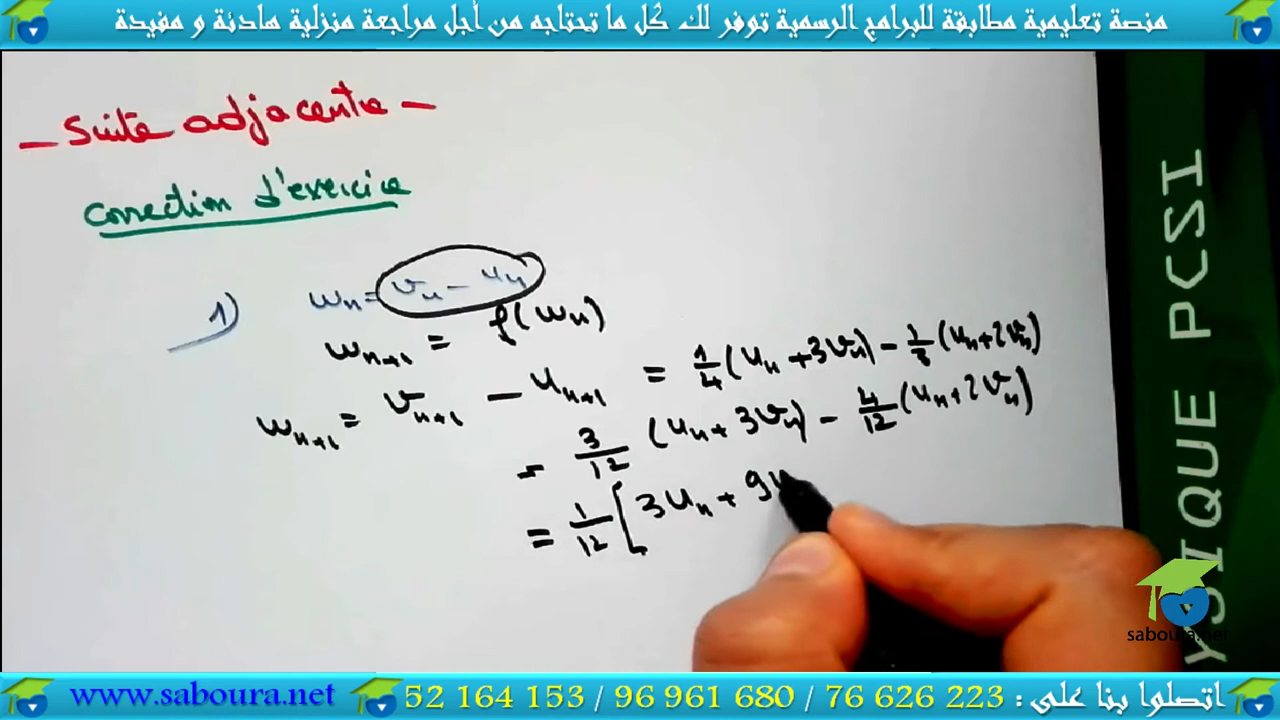 منصة تعليمية مطابقة للبرامج الرسمية توفر لك كل ما تحتاجه من أجل مراجعة منزلية هادئة و مفيدة
- Suite adjacente -
correction d'exercice
1) wn = vn - un
wn+1 = f(wn)
wn+1 = vn+1 - un+1 = 1/4 (un + 3vn) - 1/3 (un + 2vn)
= 3/12 (un + 3vn) - 4/12 (un + 2vn)
= 1/12 [3un + 9
YSIQUE PCSI
saboura.net
www.saboura.net 52 164 153 / 96 961 680 / 76 626 223 : اتصلوا بنا على